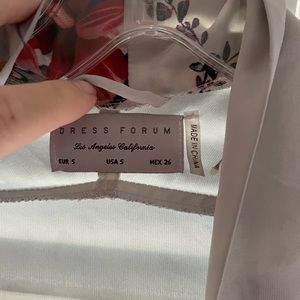 DRESS FORUM
Los Angeles California
EUR S USA S MEX 26
MADE IN CHINA